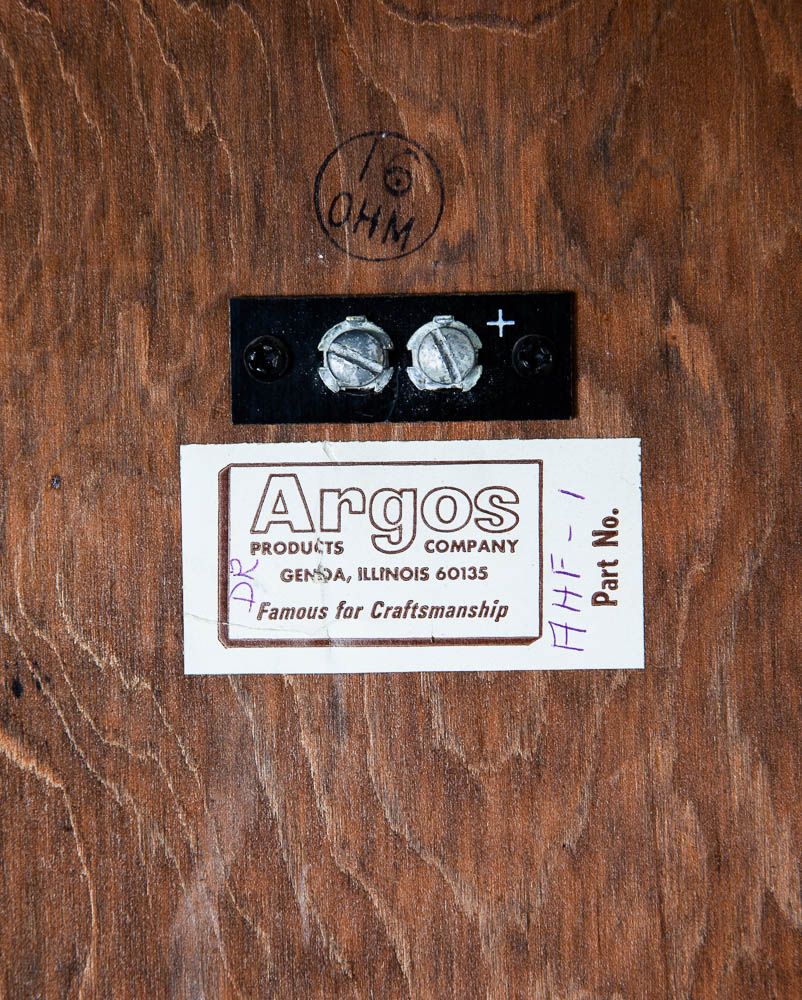 16
OHM
+
Argos
PRODUCTS COMPANY
GENOA, ILLINOIS 60135
Famous for Craftsmanship
DR
Part No.
AHF-1